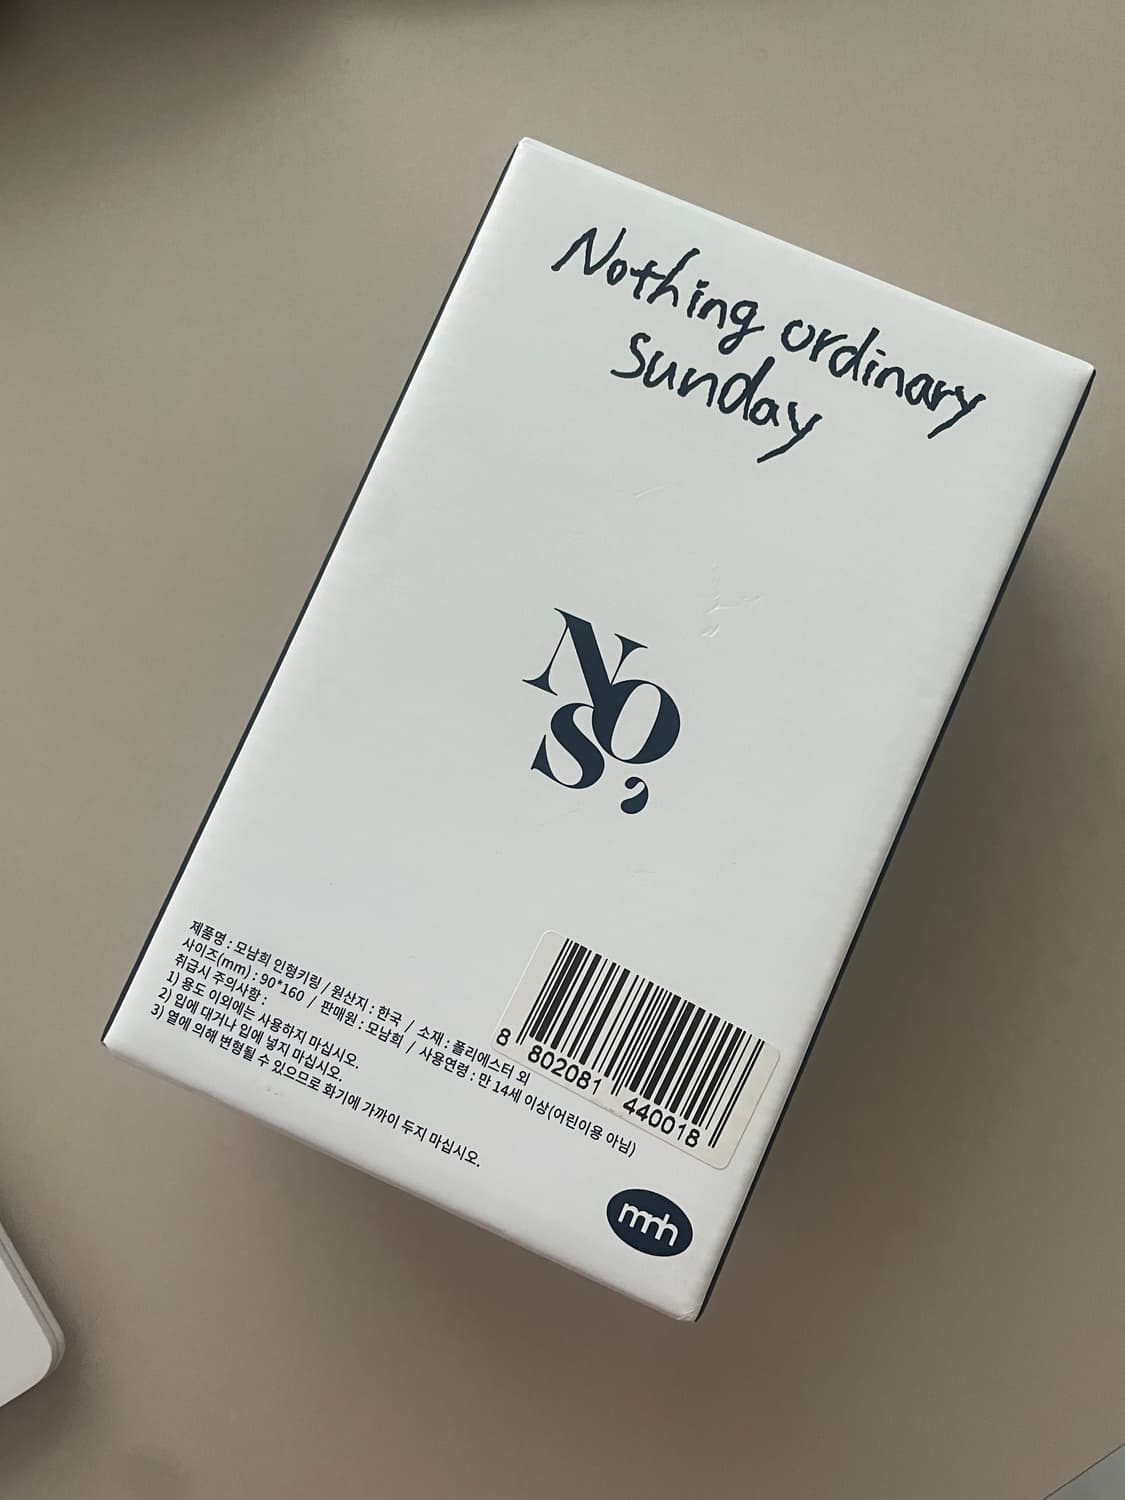 Nothing ordinary
sunday
NOS,
제품명 : 모남희 인형키링 / 원산지 : 한국 / 소재 : 폴리에스터 외
사이즈(mm) : 90*160 / 판매원 : 모남희 / 사용연령 : 만 14세 이상(어린이용 아님)
취급시 주의사항 :
1) 용도 이외에는 사용하지 마십시오.
2) 입에 대거나 입에 넣지 마십시오.
3) 열에 의해 변형될 수 있으므로 화기에 가까이 두지 마십시오.
8 802081 440018
mnh